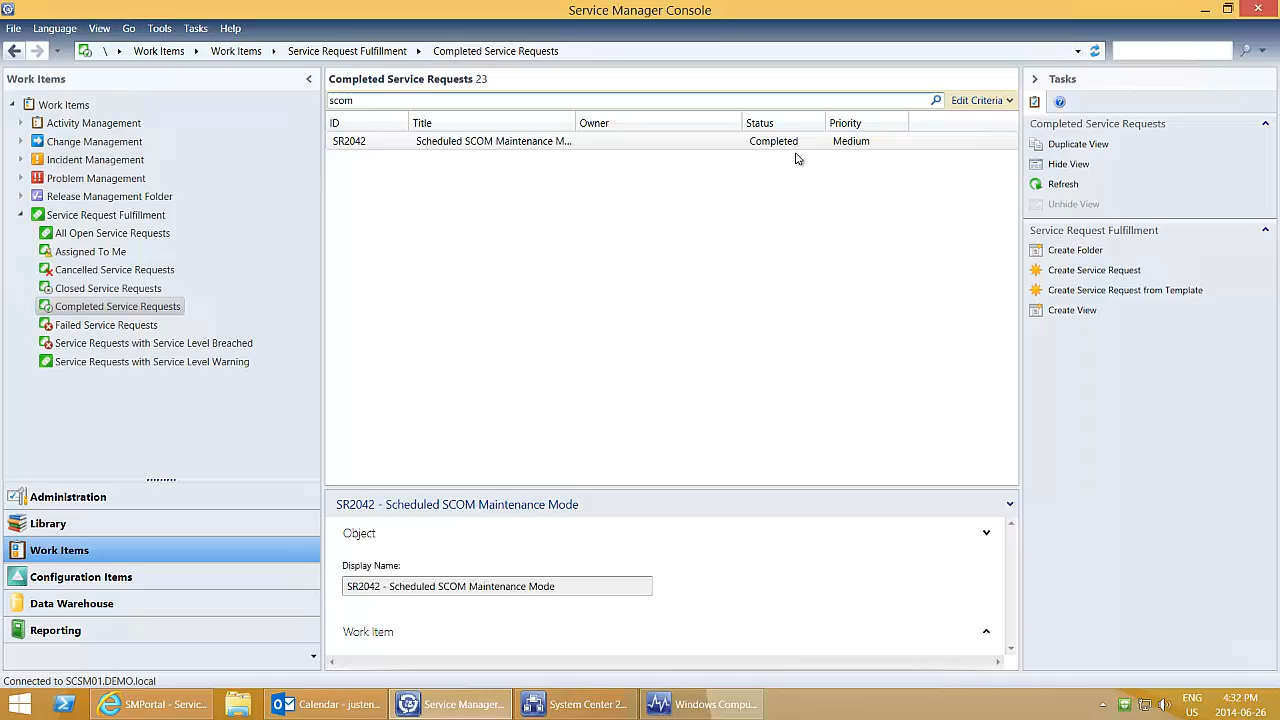 Service Manager Console
File Language View Go Tools Tasks Help
\ Work Items Work Items Service Request Fulfillment Completed Service Requests
Work Items
Work Items
Activity Management
Change Management
Incident Management
Problem Management
Release Management Folder
Service Request Fulfillment
All Open Service Requests
Assigned To Me
Cancelled Service Requests
Closed Service Requests
Completed Service Requests
Failed Service Requests
Service Requests with Service Level Breached
Service Requests with Service Level Warning
Administration
Library
Work Items
Configuration Items
Data Warehouse
Reporting
Completed Service Requests 23
scom Edit Criteria
ID Title Owner Status Priority
SR2042 Scheduled SCOM Maintenance M... Completed Medium
SR2042 - Scheduled SCOM Maintenance Mode
Object
Display Name:
SR2042 - Scheduled SCOM Maintenance Mode
Work Item
Tasks
Completed Service Requests
Duplicate View
Hide View
Refresh
Unhide View
Service Request Fulfillment
Create Folder
Create Service Request
Create Service Request from Template
Create View
Connected to SCSM01.DEMO.local
SMPortal - Servic... Calendar - justen... Service Manager... System Center 2... Windows Compu...
ENG 4:32 PM
US 2014-06-26